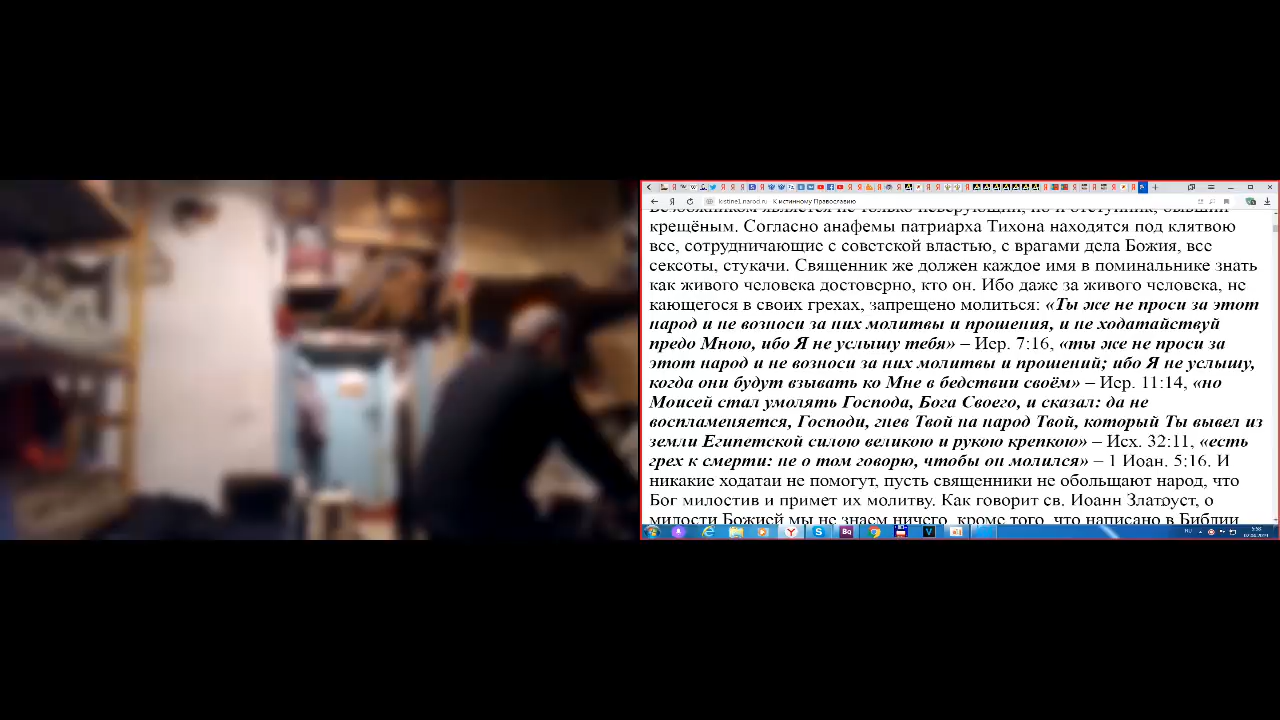 К истинному Православию
крещёным. Согласно анафемы патриарха Тихона находятся под клятвою
все, сотрудничающие с советской властью, с врагами дела Божия, все
сексоты, стукачи. Священник же должен каждое имя в поминальнике знать
как живого человека достоверно, кто он. Ибо даже за живого человека, не
кающегося в своих грехах, запрещено молиться: «Ты же не проси за этот
народ и не возноси за них молитвы и прошения, и не ходатайствуй
предо Мною, ибо Я не услышу тебя» – Иер. 7:16, «ты же не проси за
этот народ и не возноси за них молитвы и прошений; ибо Я не услышу,
когда они будут взывать ко Мне в бедствии своём» – Иер. 11:14, «но
Моисей стал умолять Господа, Бога Своего, и сказал: да не
воспламеняется, Господи, гнев Твой на народ Твой, который Ты вывел из
земли Египетской силою великою и рукою крепкою» – Исх. 32:11, «есть
грех к смерти: не о том говорю, чтобы он молился» – 1 Иоан. 5:16. И
никакие ходатаи не помогут, пусть священники не обольщают народ, что
Бог милостив и примет их молитву. Как говорит св. Иоанн Златоуст, о
милости Божией мы не знаем ничего, кроме того, что написано в Библии